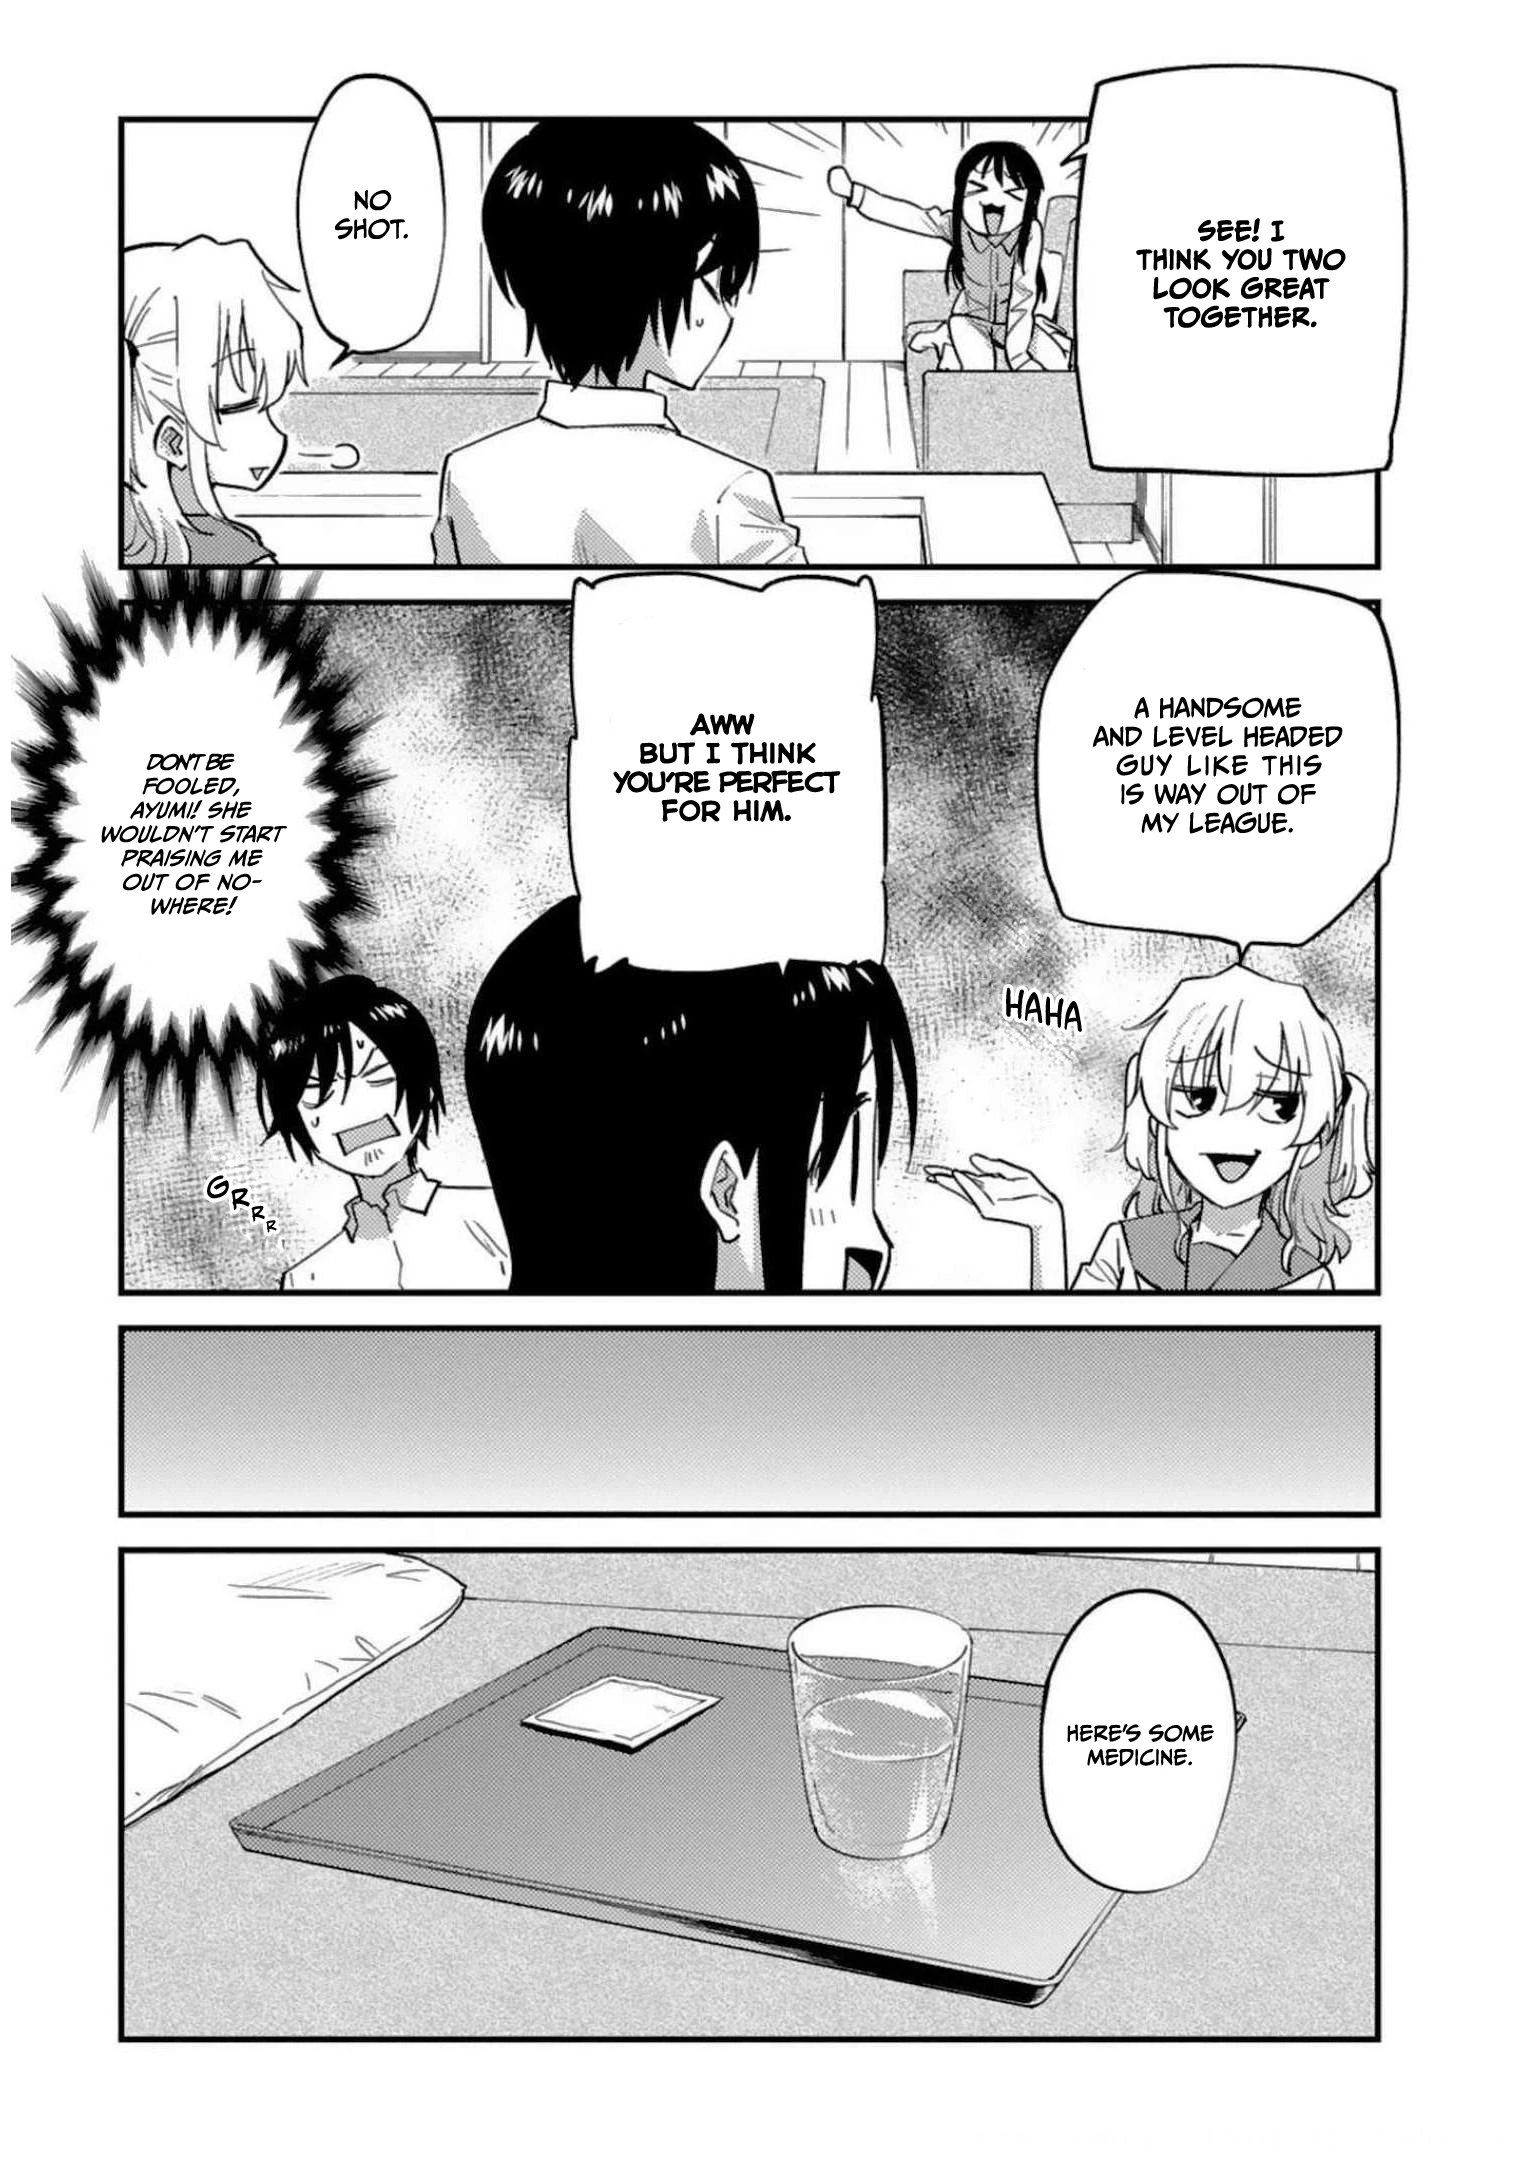 SEE! I
THINK YOU TWO
LOOK GREAT
TOGETHER.
NO
SHOT.
A HANDSOME
AND LEVEL HEADED
GUY LIKE THIS
IS WAY OUT OF
MY LEAGUE.
HAHA
AWW
BUT I THINK
YOU'RE PERFECT
FOR HIM.
DON'T BE
FOOLED,
AYUMI! SHE
WOULDN'T START
PRAISING ME
OUT OF NO-
WHERE!
GRRR
HERE'S SOME
MEDICINE.